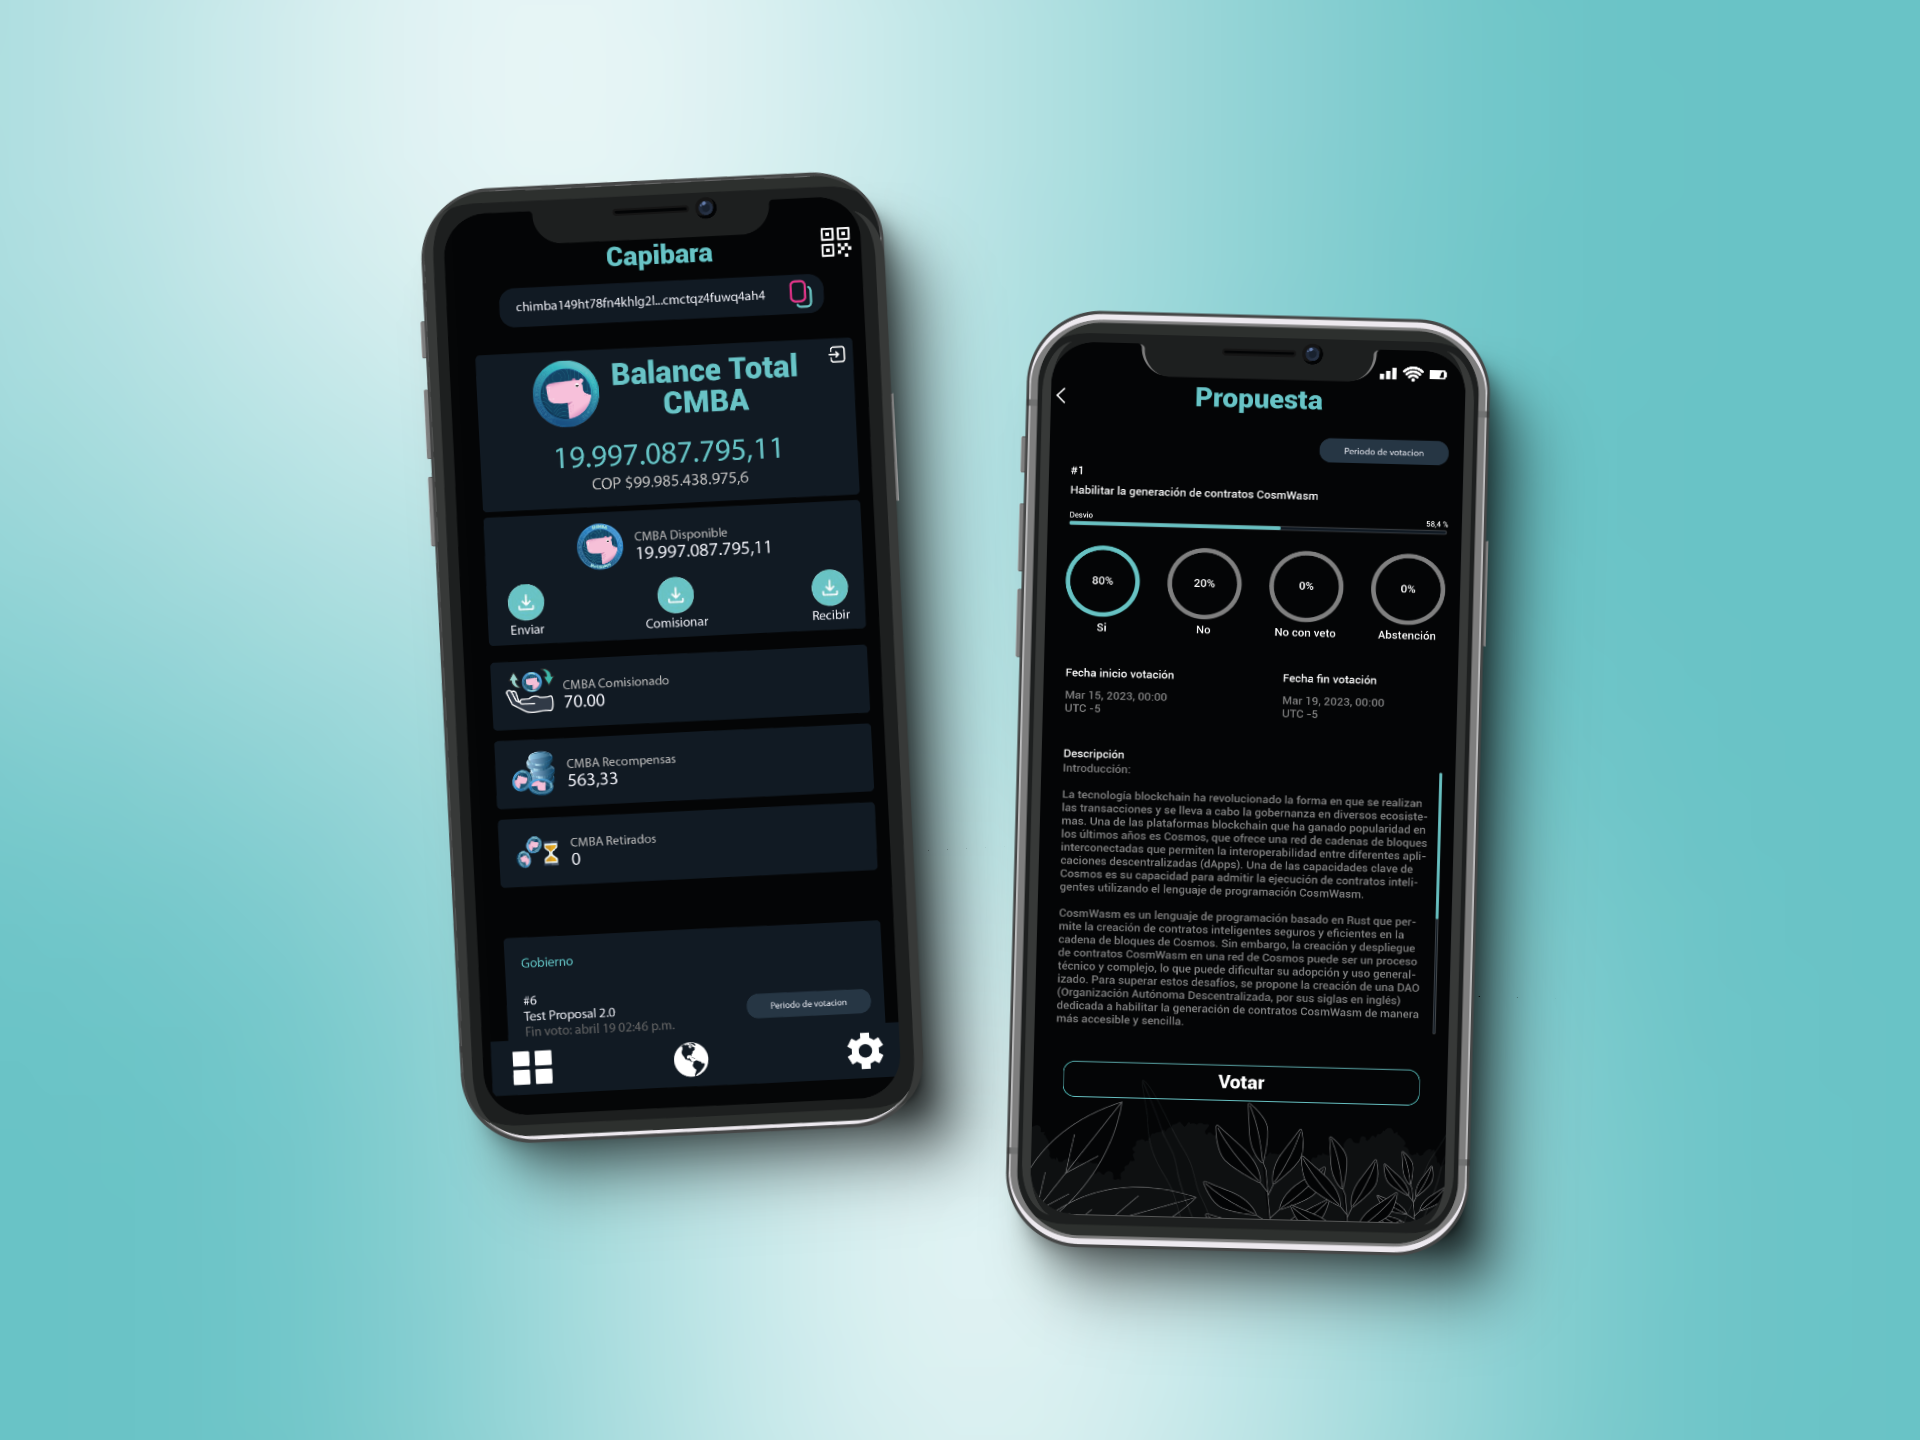 Capibara
chimba149ht78fn4khlg2l...cmctqz4fuwq4ah4
Balance Total
CMBA
19.997.087.795,11
COP $99.985.438.975,6
CMBA Disponible
19.997.087.795,11
Enviar
Comisionar
Recibir
CMBA Comisionado
70.00
CMBA Recompensas
563,33
CMBA Retirados
0
Gobierno
#6
Test Proposal 2.0
Periodo de votacion
Fin voto: abril 19 02:46 p.m.
Propuesta
Periodo de votacion
#1
Habilitar la generación de contratos CosmWasm
Desvio
58,4 %
80%
20%
0%
0%
Si
No
No con veto
Abstención
Fecha inicio votación
Mar 15, 2023, 00:00
UTC -5
Fecha fin votación
Mar 19, 2023, 00:00
UTC -5
Descripción
Introducción:
La tecnología blockchain ha revolucionado la forma en que se realizan
las transacciones y se lleva a cabo la gobernanza en diversos ecosiste-
mas. Una de las plataformas blockchain que ha ganado popularidad en
los últimos años es Cosmos, que ofrece una red de cadenas de bloques
interconectadas que permiten la interoperabilidad entre diferentes apli-
caciones descentralizadas (dApps). Una de las capacidades clave de
Cosmos es su capacidad para admitir la ejecución de contratos inteli-
gentes utilizando el lenguaje de programación CosmWasm.
CosmWasm es un lenguaje de programación basado en Rust que per-
mite la creación de contratos inteligentes seguros y eficientes en la
cadena de bloques de Cosmos. Sin embargo, la creación y despliegue
de contratos CosmWasm en una red de Cosmos puede ser un proceso
técnico y complejo, lo que puede dificultar su adopción y uso general-
izado. Para superar estos desafíos, se propone la creación de una DAO
(Organización Autónoma Descentralizada, por sus siglas en inglés)
dedicada a habilitar la generación de contratos CosmWasm de manera
más accesible y sencilla.
Votar